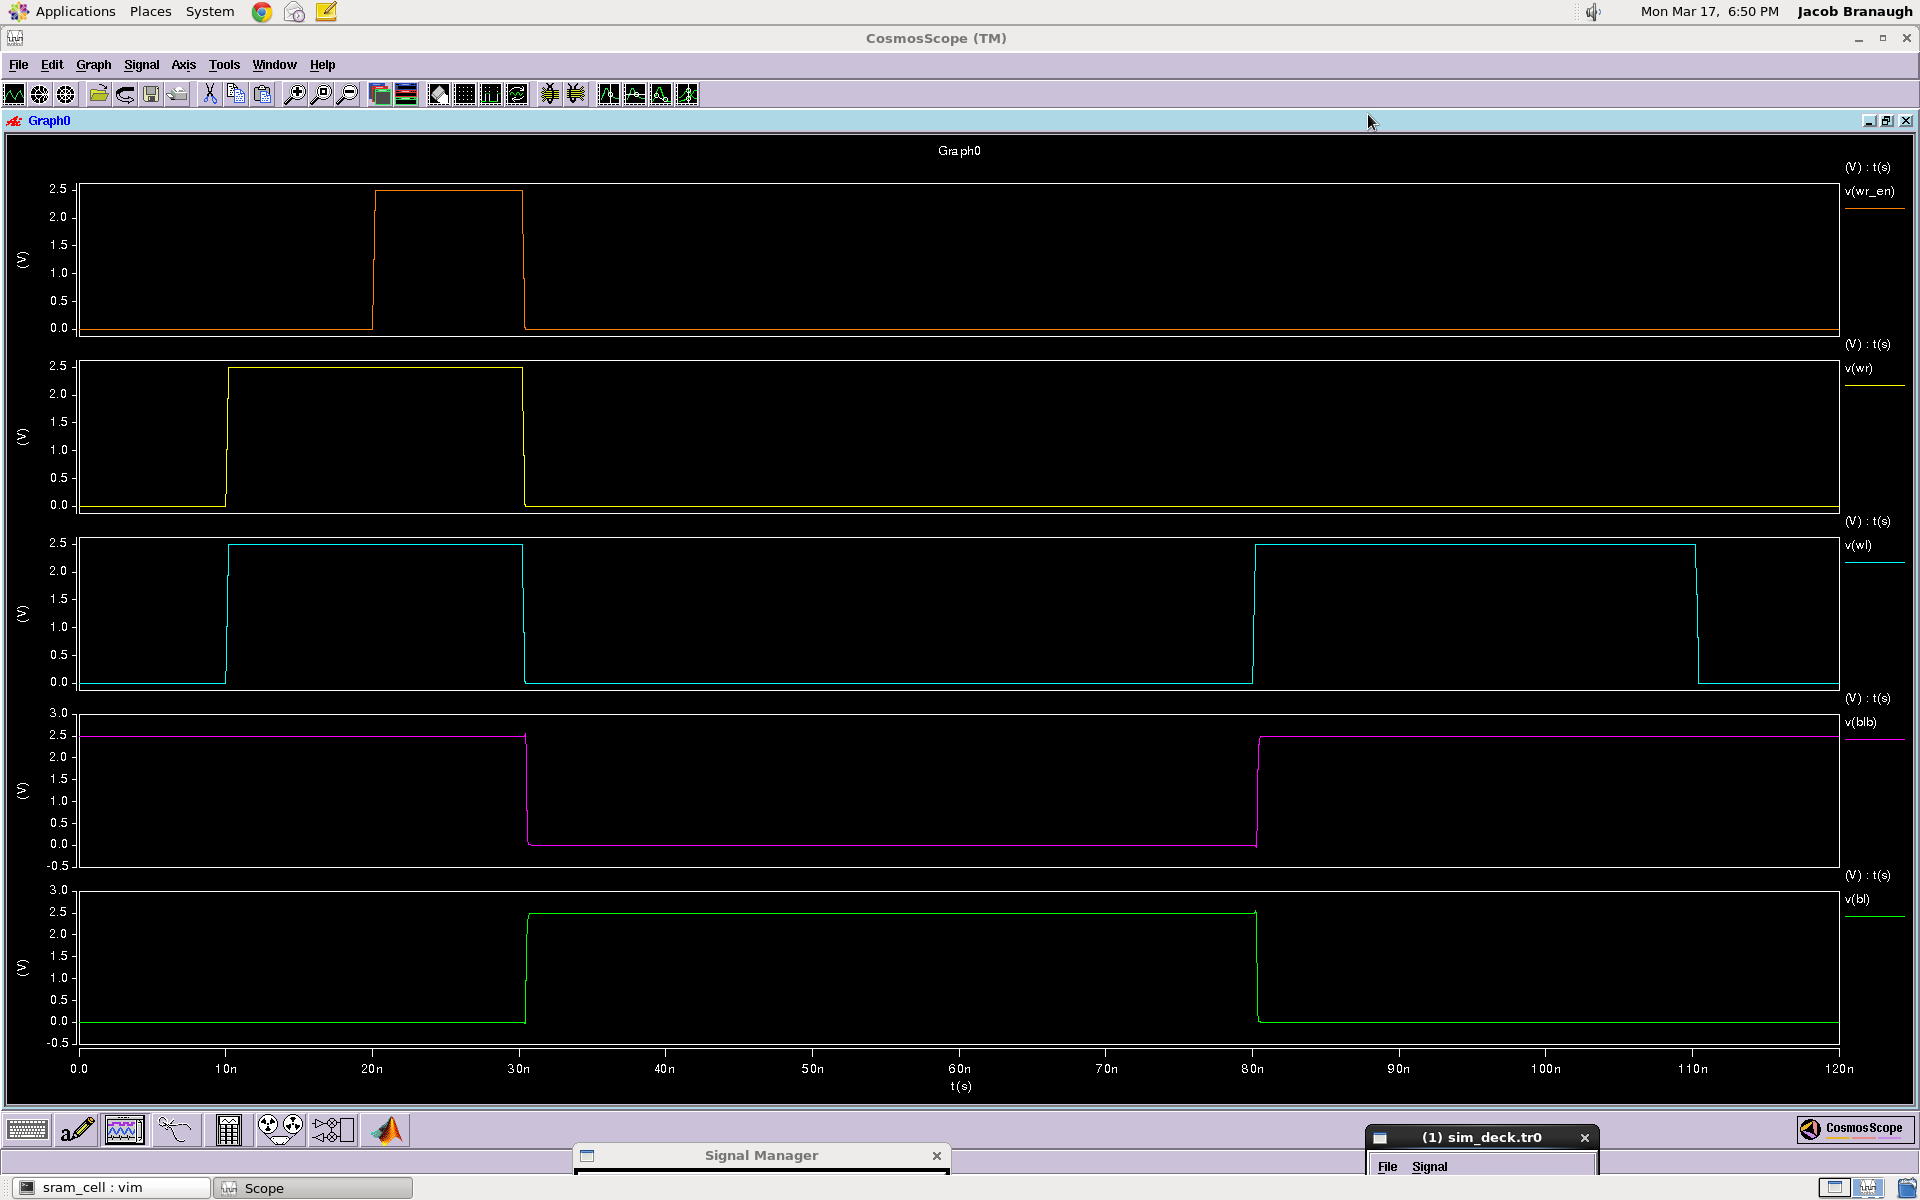 Applications Places System Mon Mar 17, 6:50 PM Jacob Branaugh
CosmosScope (TM)
File Edit Graph Signal Axis Tools Window Help
Graph0
Graph0
(V) : t(s)
v(wr_en)
2.5
2.0
1.5
1.0
0.5
0.0
(V)
(V) : t(s)
v(wr)
2.5
2.0
1.5
1.0
0.5
0.0
(V)
(V) : t(s)
v(wl)
2.5
2.0
1.5
1.0
0.5
0.0
(V)
(V) : t(s)
v(blb)
3.0
2.5
2.0
1.5
1.0
0.5
0.0
-0.5
(V)
(V) : t(s)
v(bl)
3.0
2.5
2.0
1.5
1.0
0.5
0.0
-0.5
(V)
0.0 10n 20n 30n 40n 50n 60n 70n 80n 90n 100n 110n 120n
t(s)
CosmosScope
Signal Manager
(1) sim_deck.tr0
File Signal
sram_cell : vim
Scope